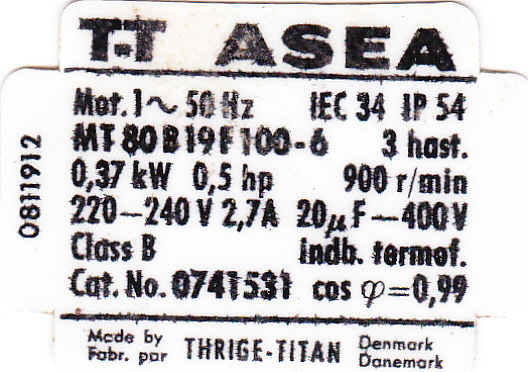 T-T ASEA
Mot. 1~ 50 Hz IEC 34 IP 54
MT 80 B 19 F 100-6 3 hast.
0,37 kW 0,5 hp 900 r/min
220-240 V 2,7A 20µF-400V
Class B indb. termof.
Cat. No. 0741531 cos φ=0,99
0811912
Made by THRIGE-TITAN Denmark
Fabr. par Danemark